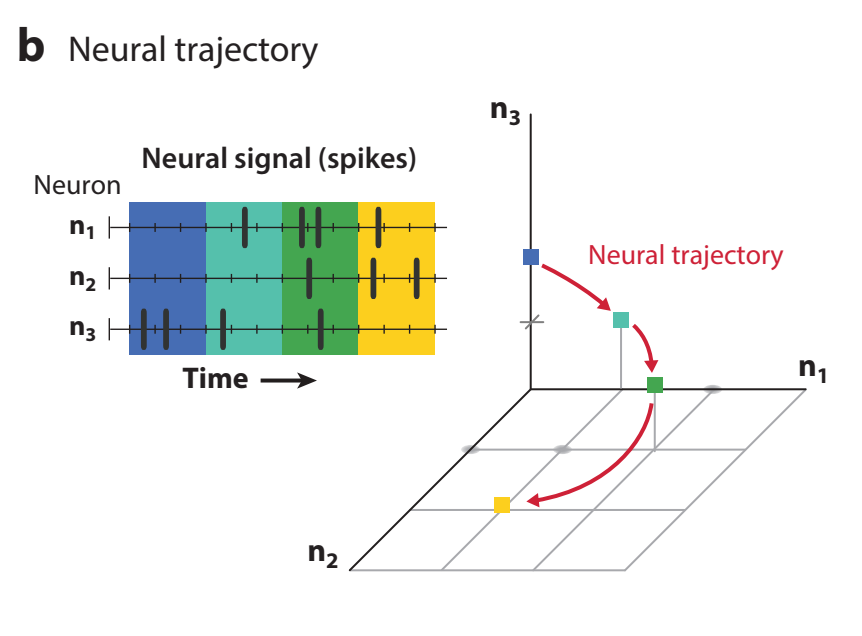 b Neural trajectory
Neural signal (spikes)
Neuron
n1
n2
n3
Time
n3
Neural trajectory
n1
n2